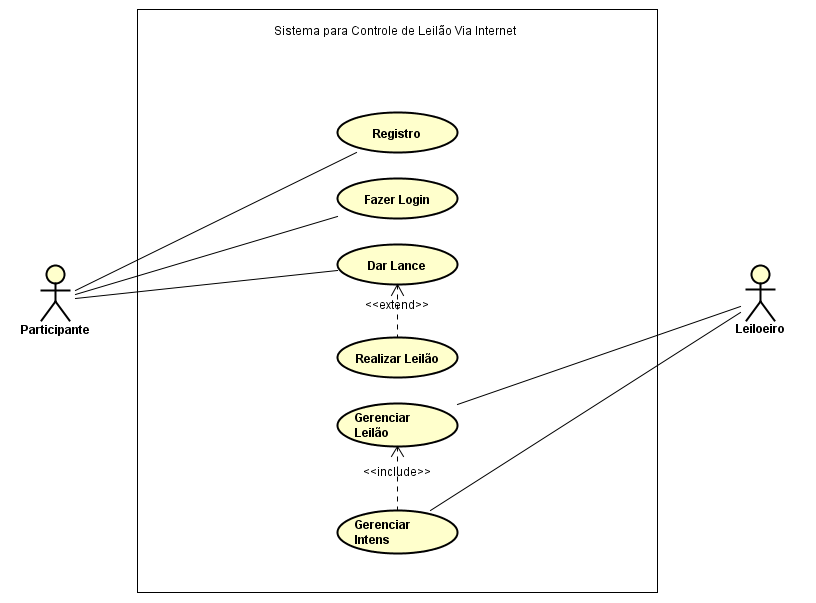 Sistema para Controle de Leilão Via Internet
Registro
Fazer Login
Dar Lance
<<extend>>
Participante
Leiloeiro
Realizar Leilão
Gerenciar
Leilão
<<include>>
Gerenciar
Intens